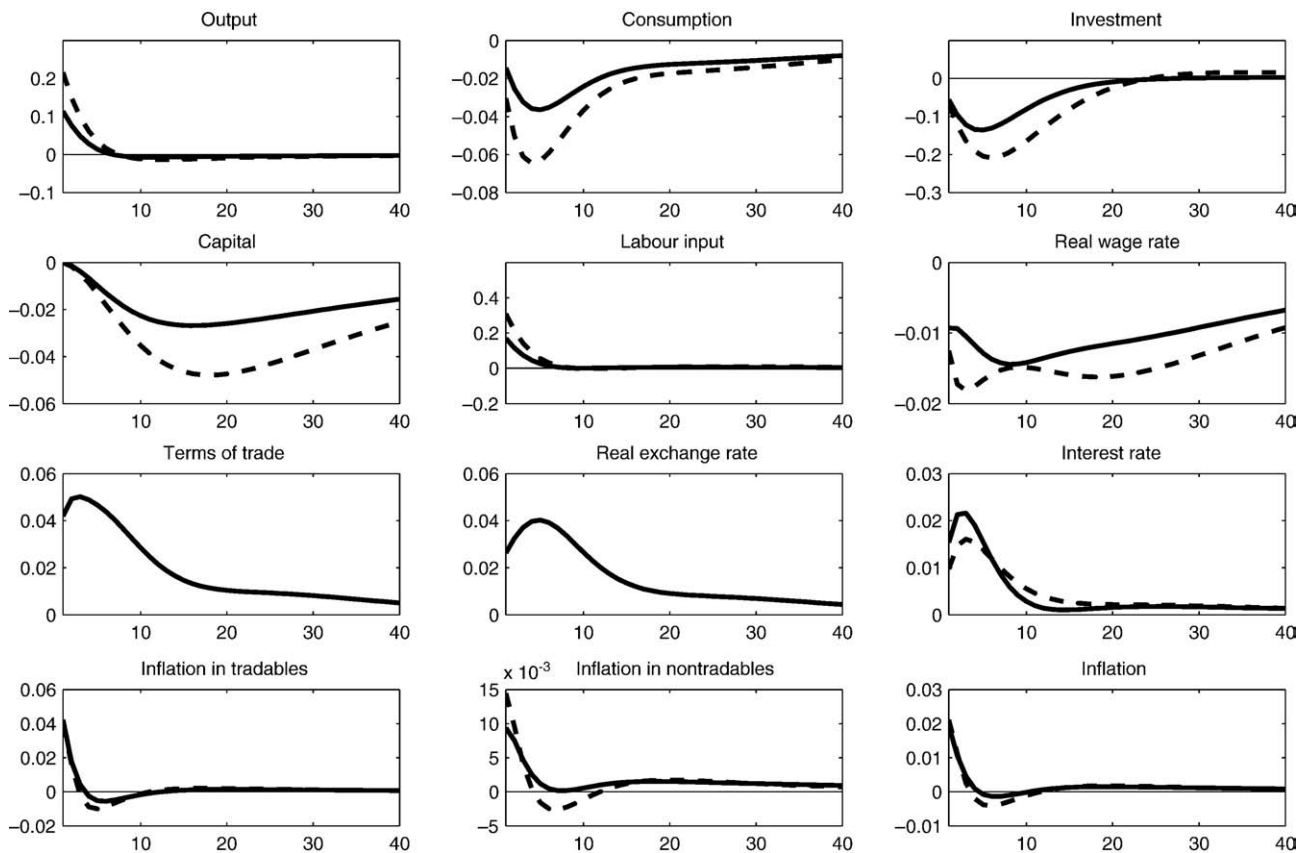 Output
Consumption
Investment
0.2
0.1
0
–0.1
10 20 30 40
0
–0.02
–0.04
–0.06
–0.08
10 20 30 40
0
–0.1
–0.2
–0.3
10 20 30 40
Capital
Labour input
Real wage rate
0
–0.02
–0.04
–0.06
10 20 30 40
0.4
0.2
0
–0.2
10 20 30 40
0
–0.01
–0.02
10 20 30 40
Terms of trade
Real exchange rate
Interest rate
0.06
0.04
0.02
0
10 20 30 40
0.06
0.04
0.02
0
10 20 30 40
0.03
0.02
0.01
0
10 20 30 40
Inflation in tradables
Inflation in nontradables
Inflation
0.06
0.04
0.02
0
–0.02
10 20 30 40
x 10⁻³
15
10
5
0
–5
10 20 30 40
0.03
0.02
0.01
0
–0.01
10 20 30 40